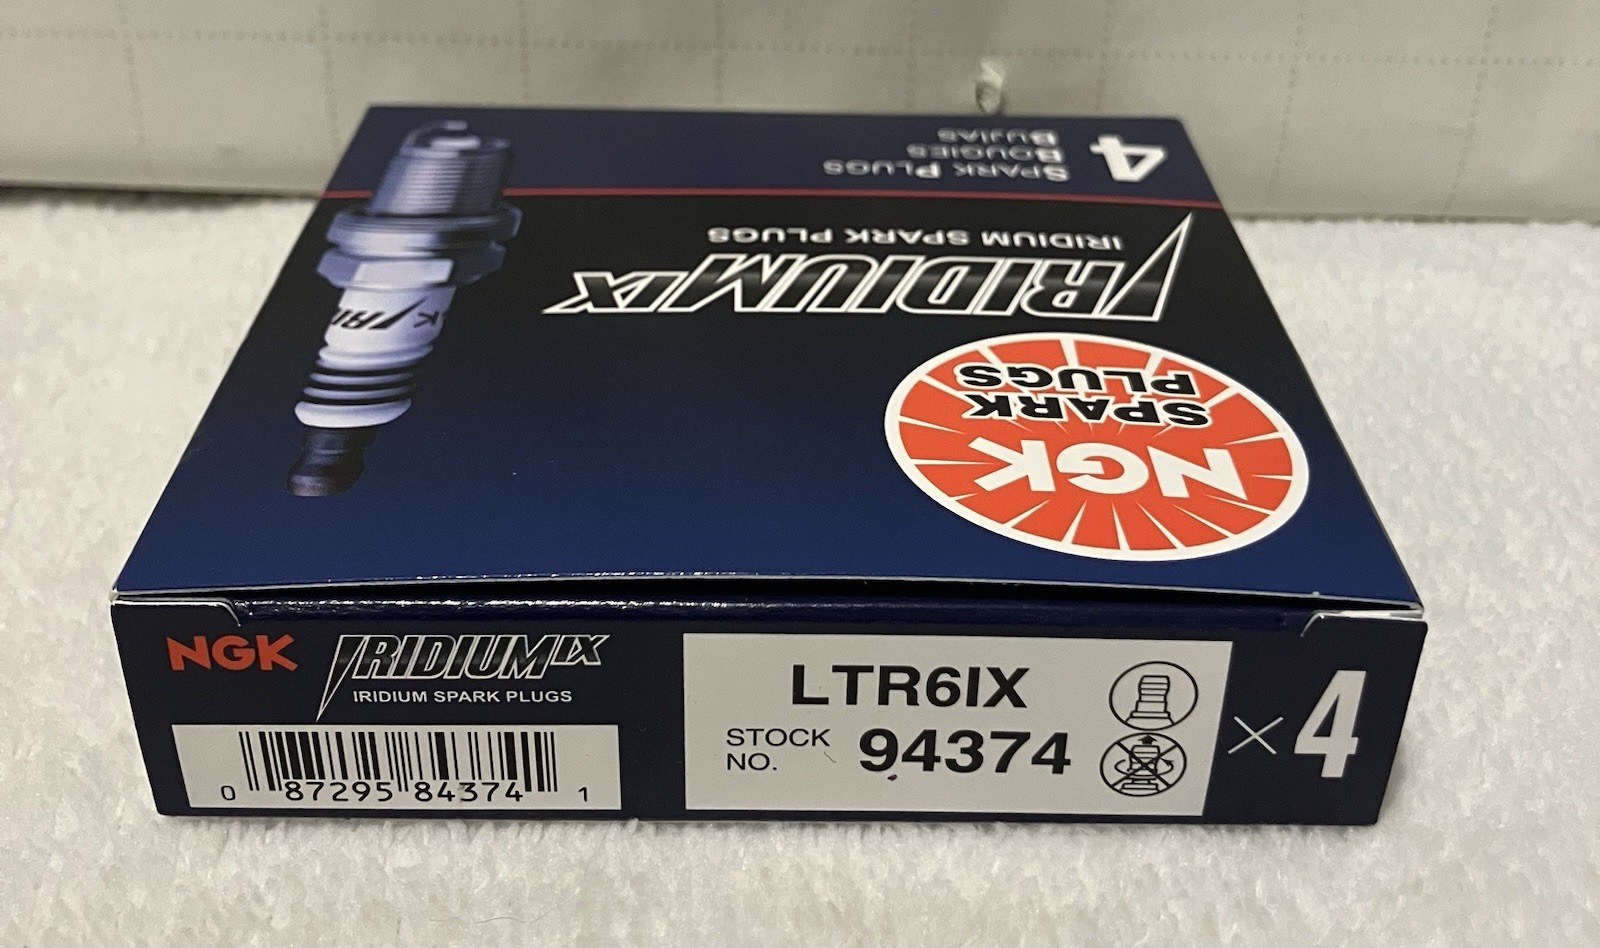 4
SPARK PLUGS
BOUGIES
BUJIAS
IRIDIUM SPARK PLUGS
IRIDIUM IX
NGK
SPARK
PLUGS
NGK
IRIDIUM IX
IRIDIUM SPARK PLUGS
0 87295 84374 1
LTR6IX
STOCK
NO. 94374
×4